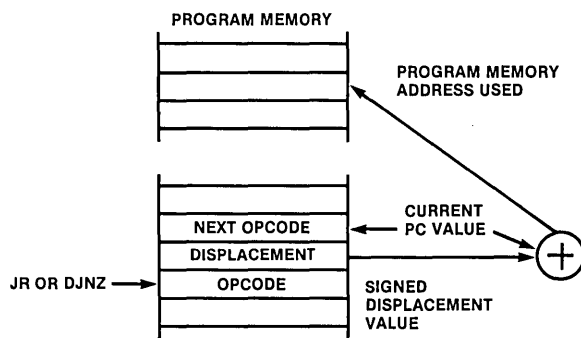 PROGRAM MEMORY
PROGRAM MEMORY
ADDRESS USED
NEXT OPCODE
CURRENT
PC VALUE
DISPLACEMENT
+
JR OR DJNZ
OPCODE
SIGNED
DISPLACEMENT
VALUE